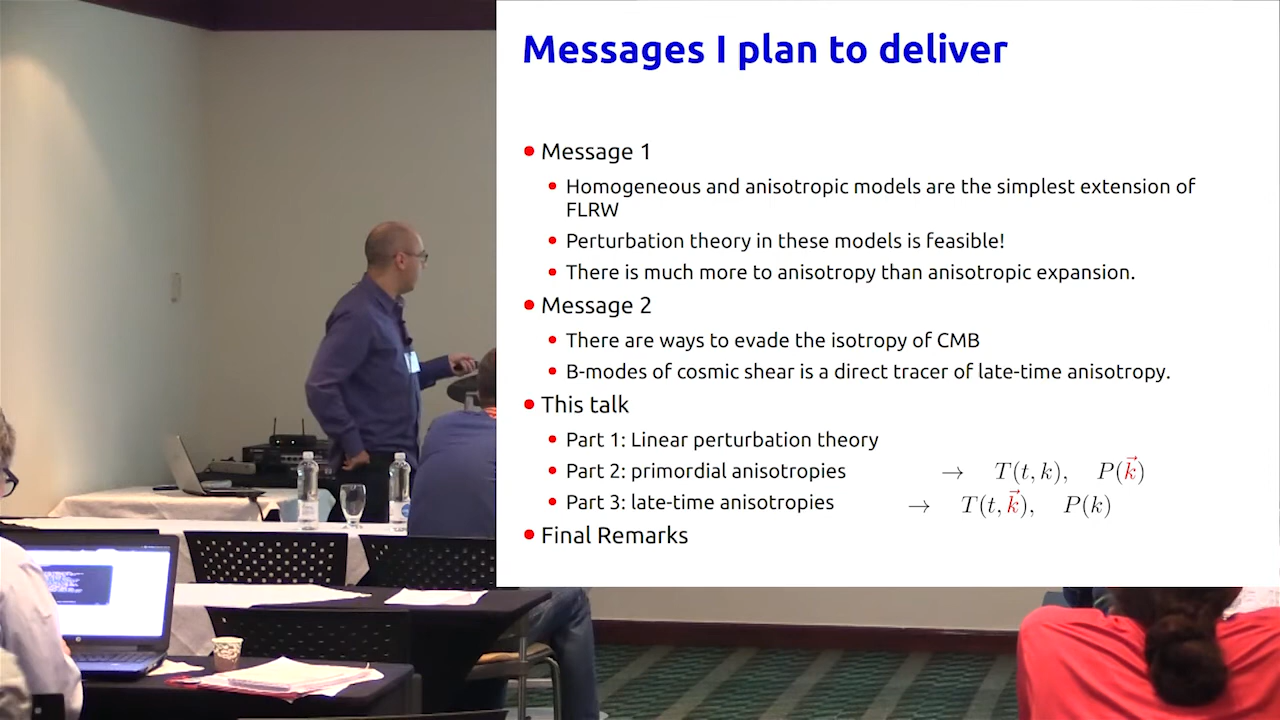 Messages I plan to deliver
• Message 1
• Homogeneous and anisotropic models are the simplest extension of
FLRW
• Perturbation theory in these models is feasible!
• There is much more to anisotropy than anisotropic expansion.
• Message 2
• There are ways to evade the isotropy of CMB
• B-modes of cosmic shear is a direct tracer of late-time anisotropy.
• This talk
• Part 1: Linear perturbation theory
• Part 2: primordial anisotropies → T(t, k), P(k⃗)
• Part 3: late-time anisotropies → T(t, k⃗), P(k)
• Final Remarks